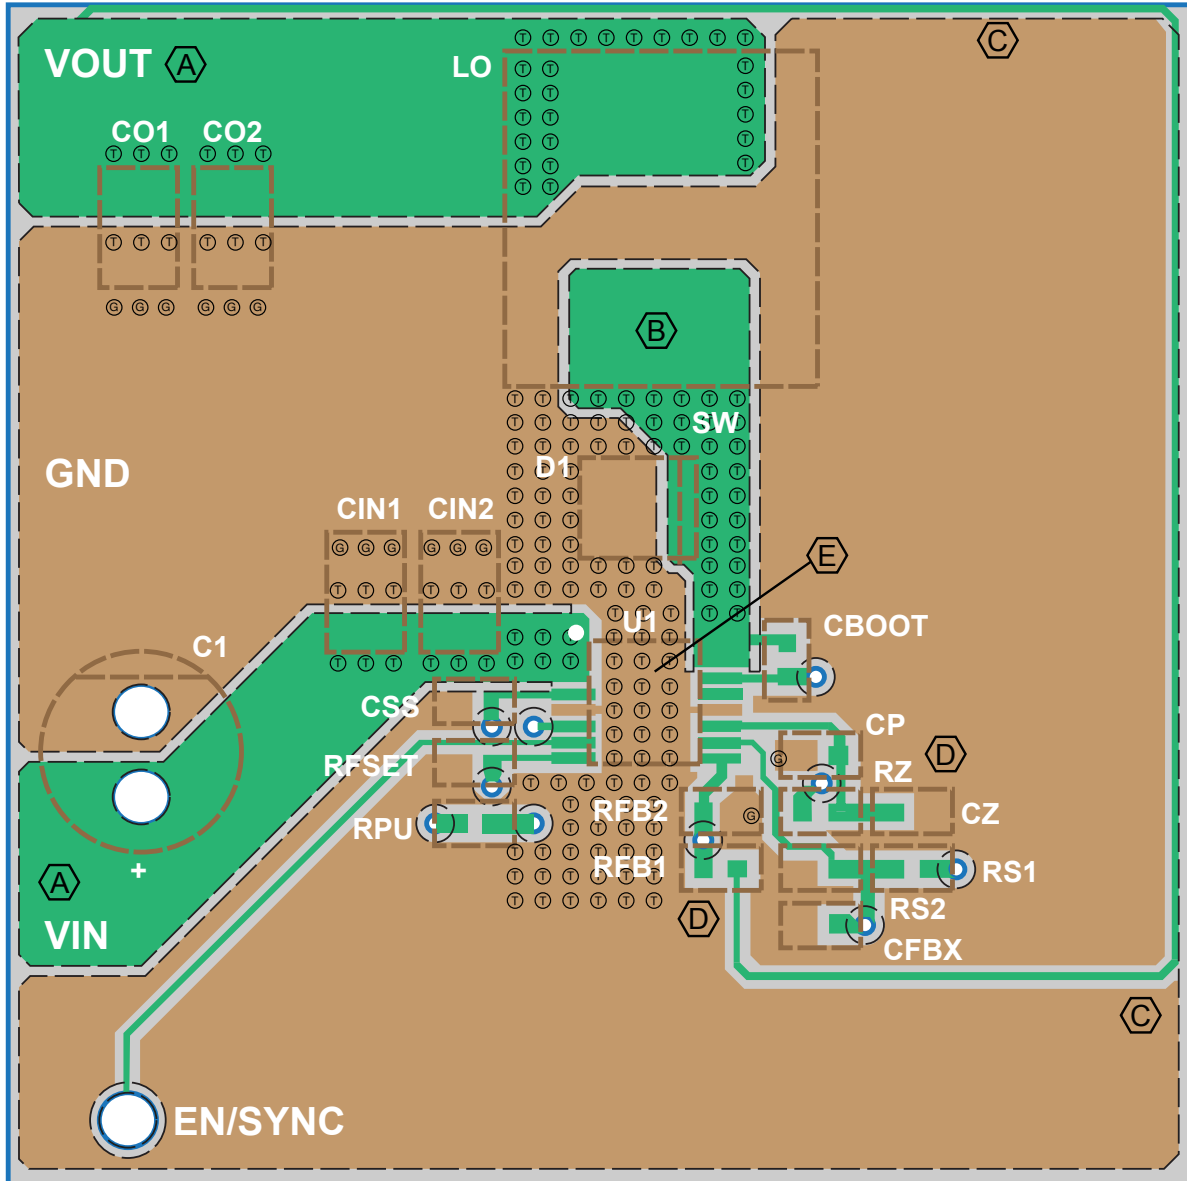 VOUT A
LO
C
CO1 CO2
B
SW
GND
D1
CIN1 CIN2
E
U1
CBOOT
C1
CSS
CP
RFSET
RZ D
RPU
RFB2
CZ
RFB1
RS1
+
A
D
RS2
VIN
CFBX
C
EN/SYNC